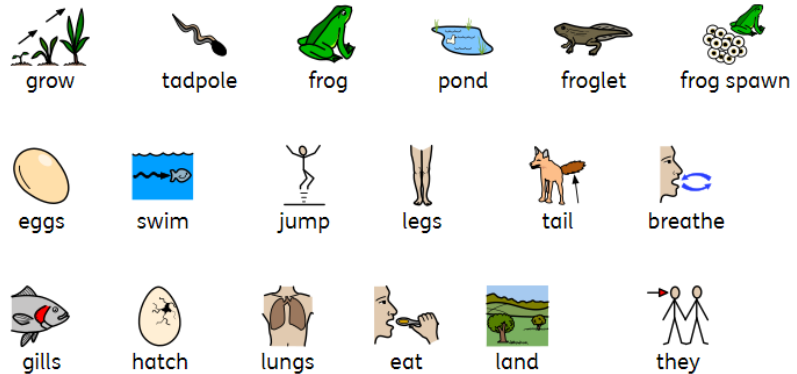 grow tadpole frog pond froglet frog spawn
eggs swim jump legs tail breathe
gills hatch lungs eat land they